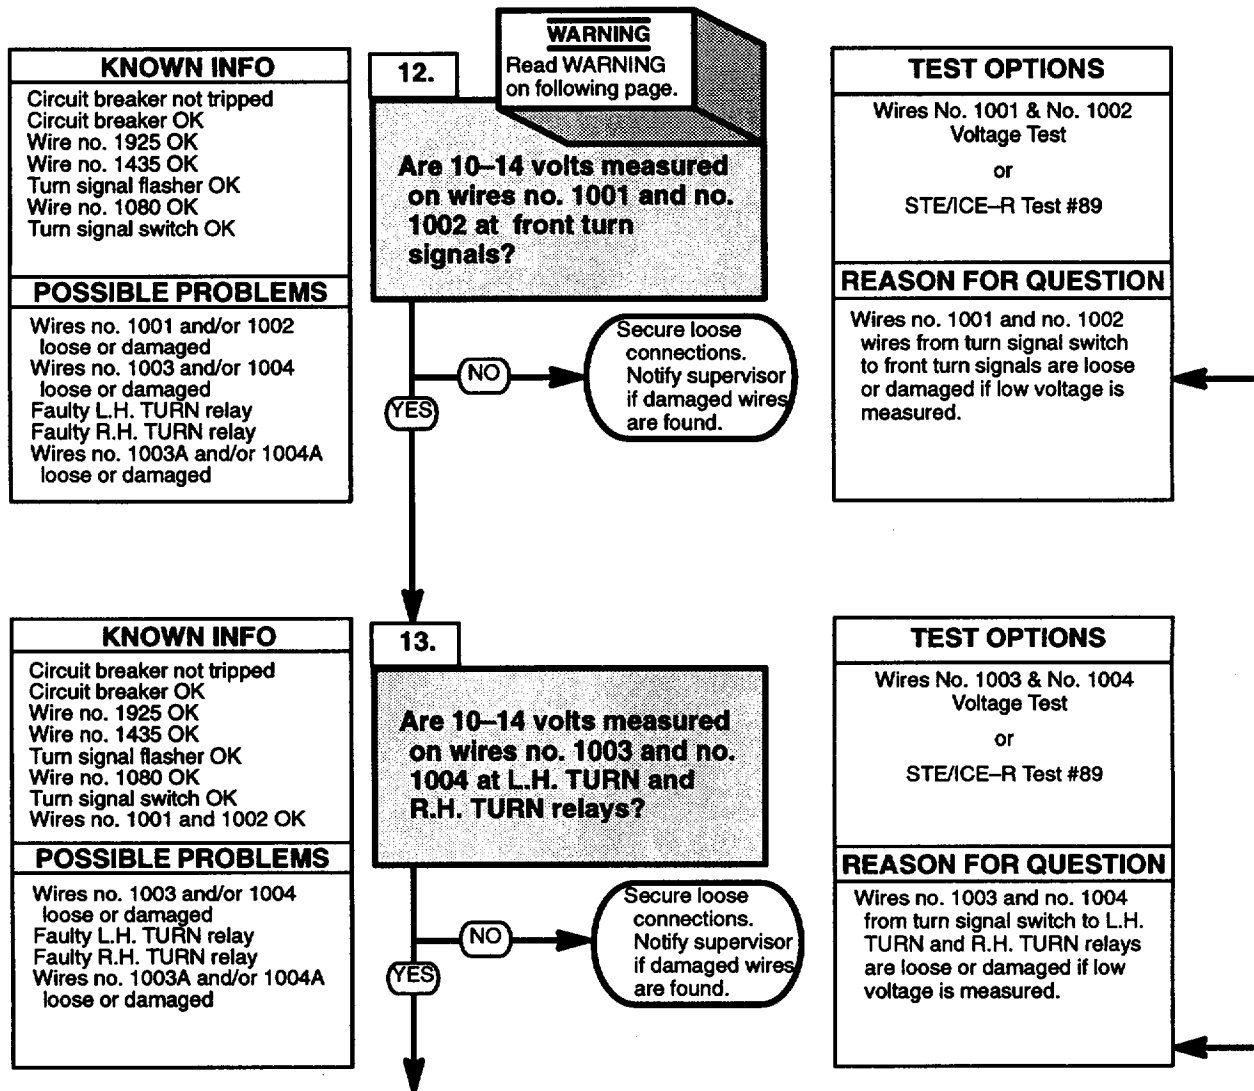 KNOWN INFO
Circuit breaker not tripped
Circuit breaker OK
Wire no. 1925 OK
Wire no. 1435 OK
Turn signal flasher OK
Wire no. 1080 OK
Turn signal switch OK
POSSIBLE PROBLEMS
Wires no. 1001 and/or 1002
loose or damaged
Wires no. 1003 and/or 1004
loose or damaged
Faulty L.H. TURN relay
Faulty R.H. TURN relay
Wires no. 1003A and/or 1004A
loose or damaged
12.
WARNING
Read WARNING
on following page.
Are 10–14 volts measured
on wires no. 1001 and no.
1002 at front turn
signals?
NO
Secure loose
connections.
Notify supervisor
if damaged wires
are found.
YES
TEST OPTIONS
Wires No. 1001 & No. 1002
Voltage Test
or
STE/ICE–R Test #89
REASON FOR QUESTION
Wires no. 1001 and no. 1002
wires from turn signal switch
to front turn signals are loose
or damaged if low voltage is
measured.
KNOWN INFO
Circuit breaker not tripped
Circuit breaker OK
Wire no. 1925 OK
Wire no. 1435 OK
Turn signal flasher OK
Wire no. 1080 OK
Turn signal switch OK
Wires no. 1001 and 1002 OK
POSSIBLE PROBLEMS
Wires no. 1003 and/or 1004
loose or damaged
Faulty L.H. TURN relay
Faulty R.H. TURN relay
Wires no. 1003A and/or 1004A
loose or damaged
13.
Are 10–14 volts measured
on wires no. 1003 and no.
1004 at L.H. TURN and
R.H. TURN relays?
NO
Secure loose
connections.
Notify supervisor
if damaged wires
are found.
YES
TEST OPTIONS
Wires No. 1003 & No. 1004
Voltage Test
or
STE/ICE–R Test #89
REASON FOR QUESTION
Wires no. 1003 and no. 1004
from turn signal switch to L.H.
TURN and R.H. TURN relays
are loose or damaged if low
voltage is measured.